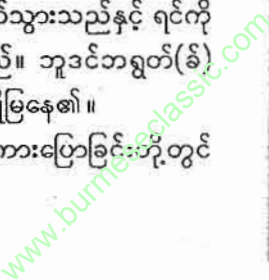 သွားသည်နှင့် ရင်ကို
ည်။ ဘူဒင်ဘရွတ်(ခ်)
မြနေ၏။
ကားပြောခြင်းတို့တွင်
www.burmeseclassic.com